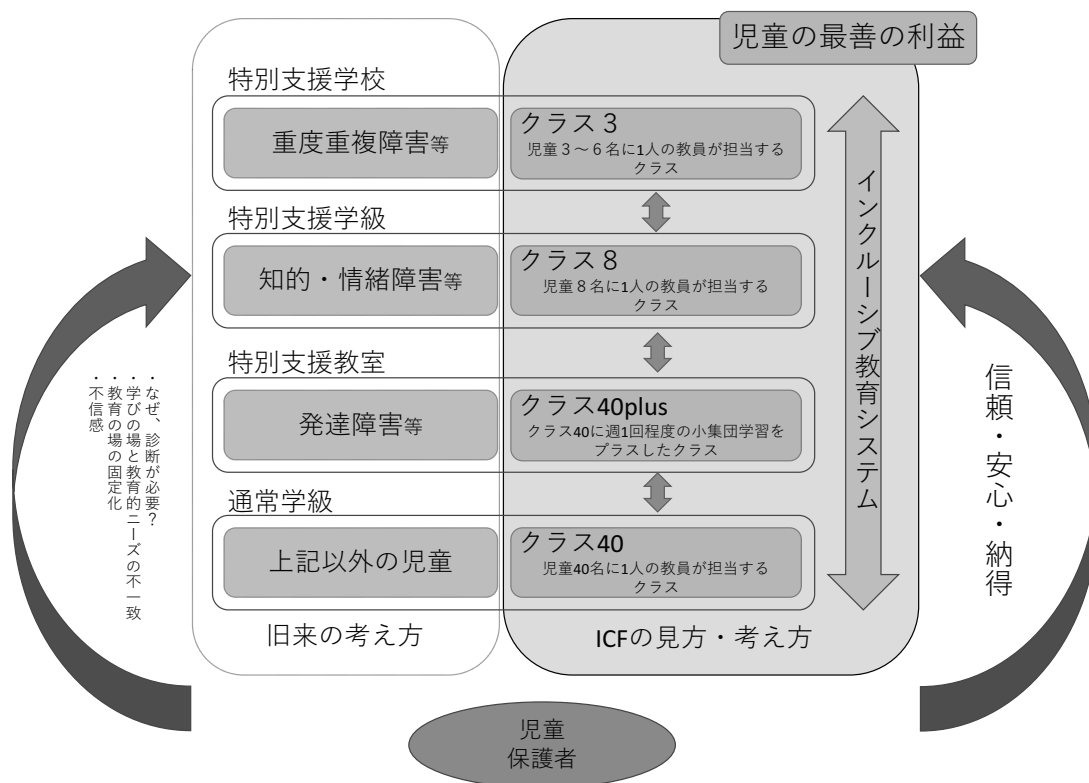 児童の最善の利益
特別支援学校
重度重複障害等
クラス３
児童３～６名に1人の教員が担当する
クラス
特別支援学級
知的・情緒障害等
クラス８
児童８名に1人の教員が担当する
クラス
特別支援教室
発達障害等
クラス40plus
クラス40に週1回程度の小集団学習を
プラスしたクラス
通常学級
上記以外の児童
クラス40
児童40名に1人の教員が担当する
クラス
旧来の考え方
ICFの見方・考え方
インクルーシブ教育システム
・なぜ、診断が必要？
・学びの場と教育的ニーズの不一致
・教育の場の固定化
・不信感
信頼・安心・納得
児童
保護者